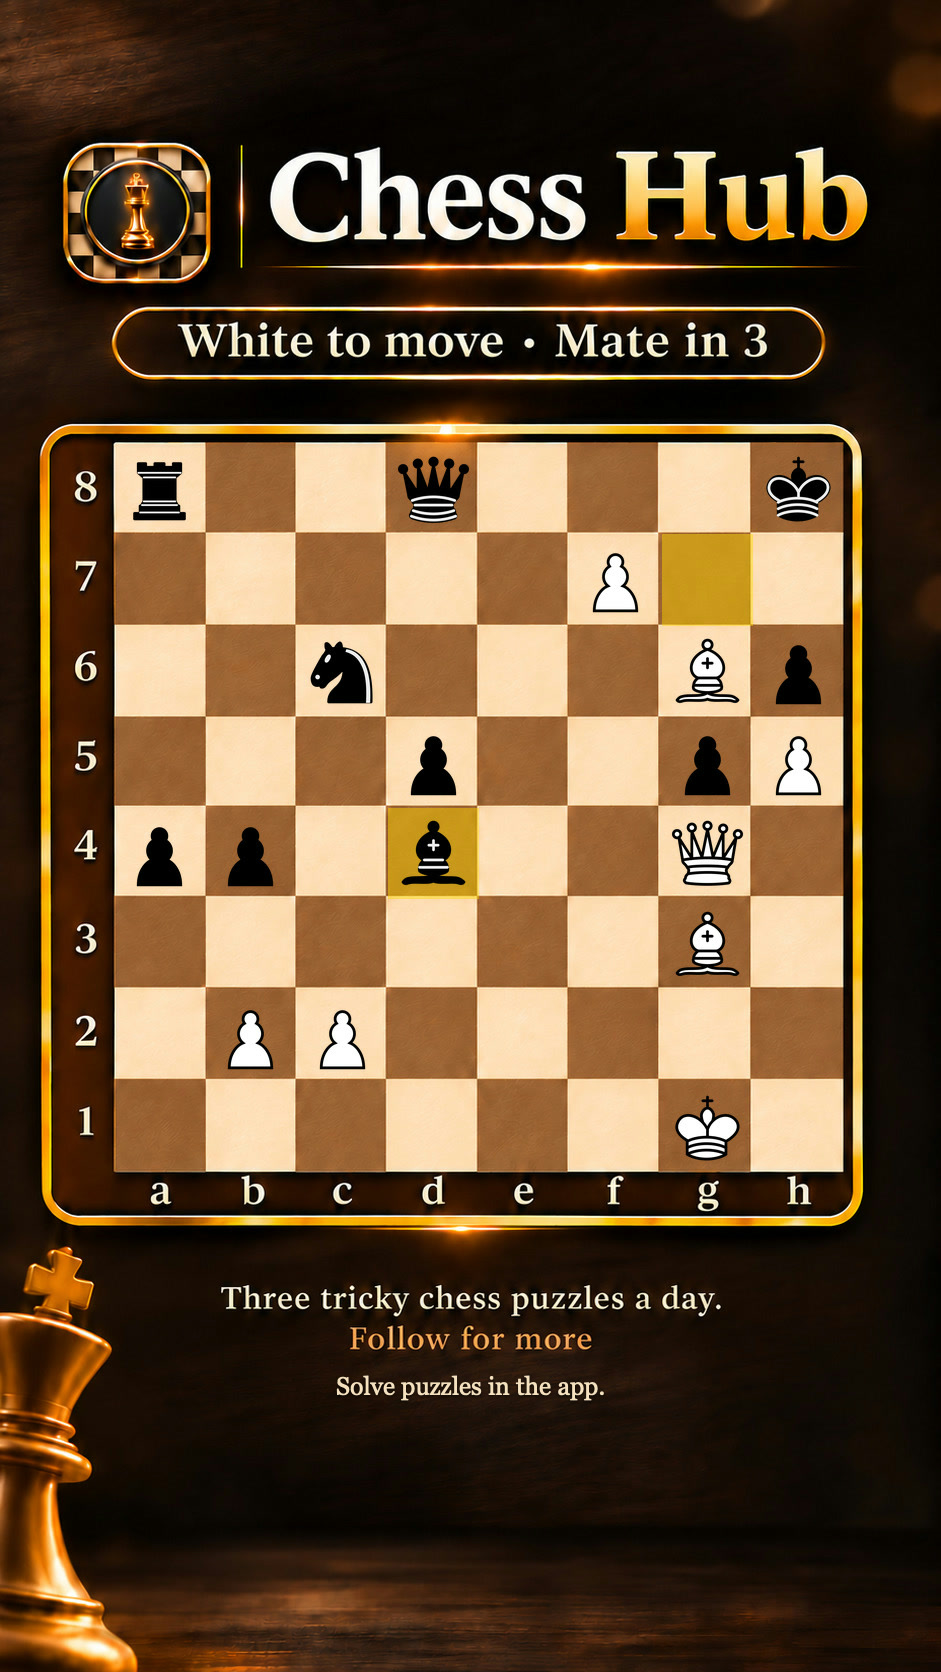 Chess Hub
White to move • Mate in 3
8
7
6
5
4
3
2
1
a b c d e f g h
Three tricky chess puzzles a day.
Follow for more
Solve puzzles in the app.